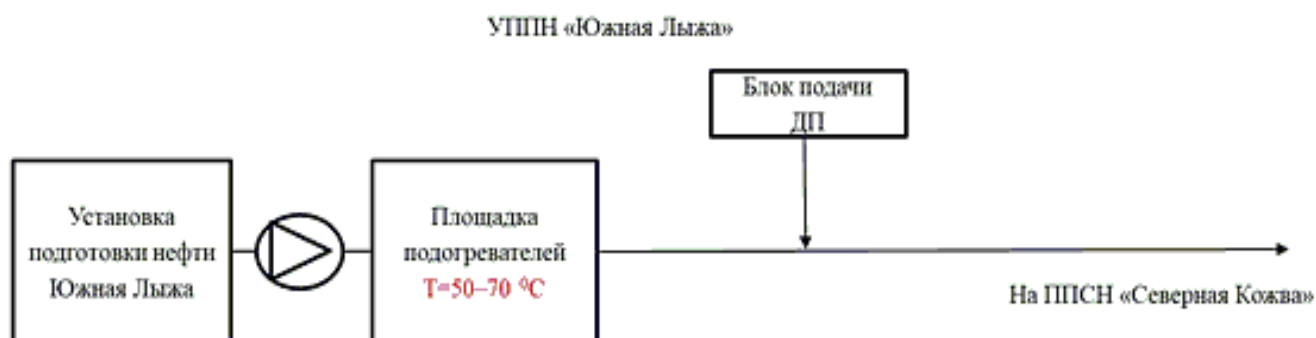 УППН «Южная Лыжа»
Блок подачи
ДП
Установка
подготовки нефти
Южная Лыжа
Площадка
подогревателей
Т=50–70 ⁰С
На ППСН «Северная Кожва»